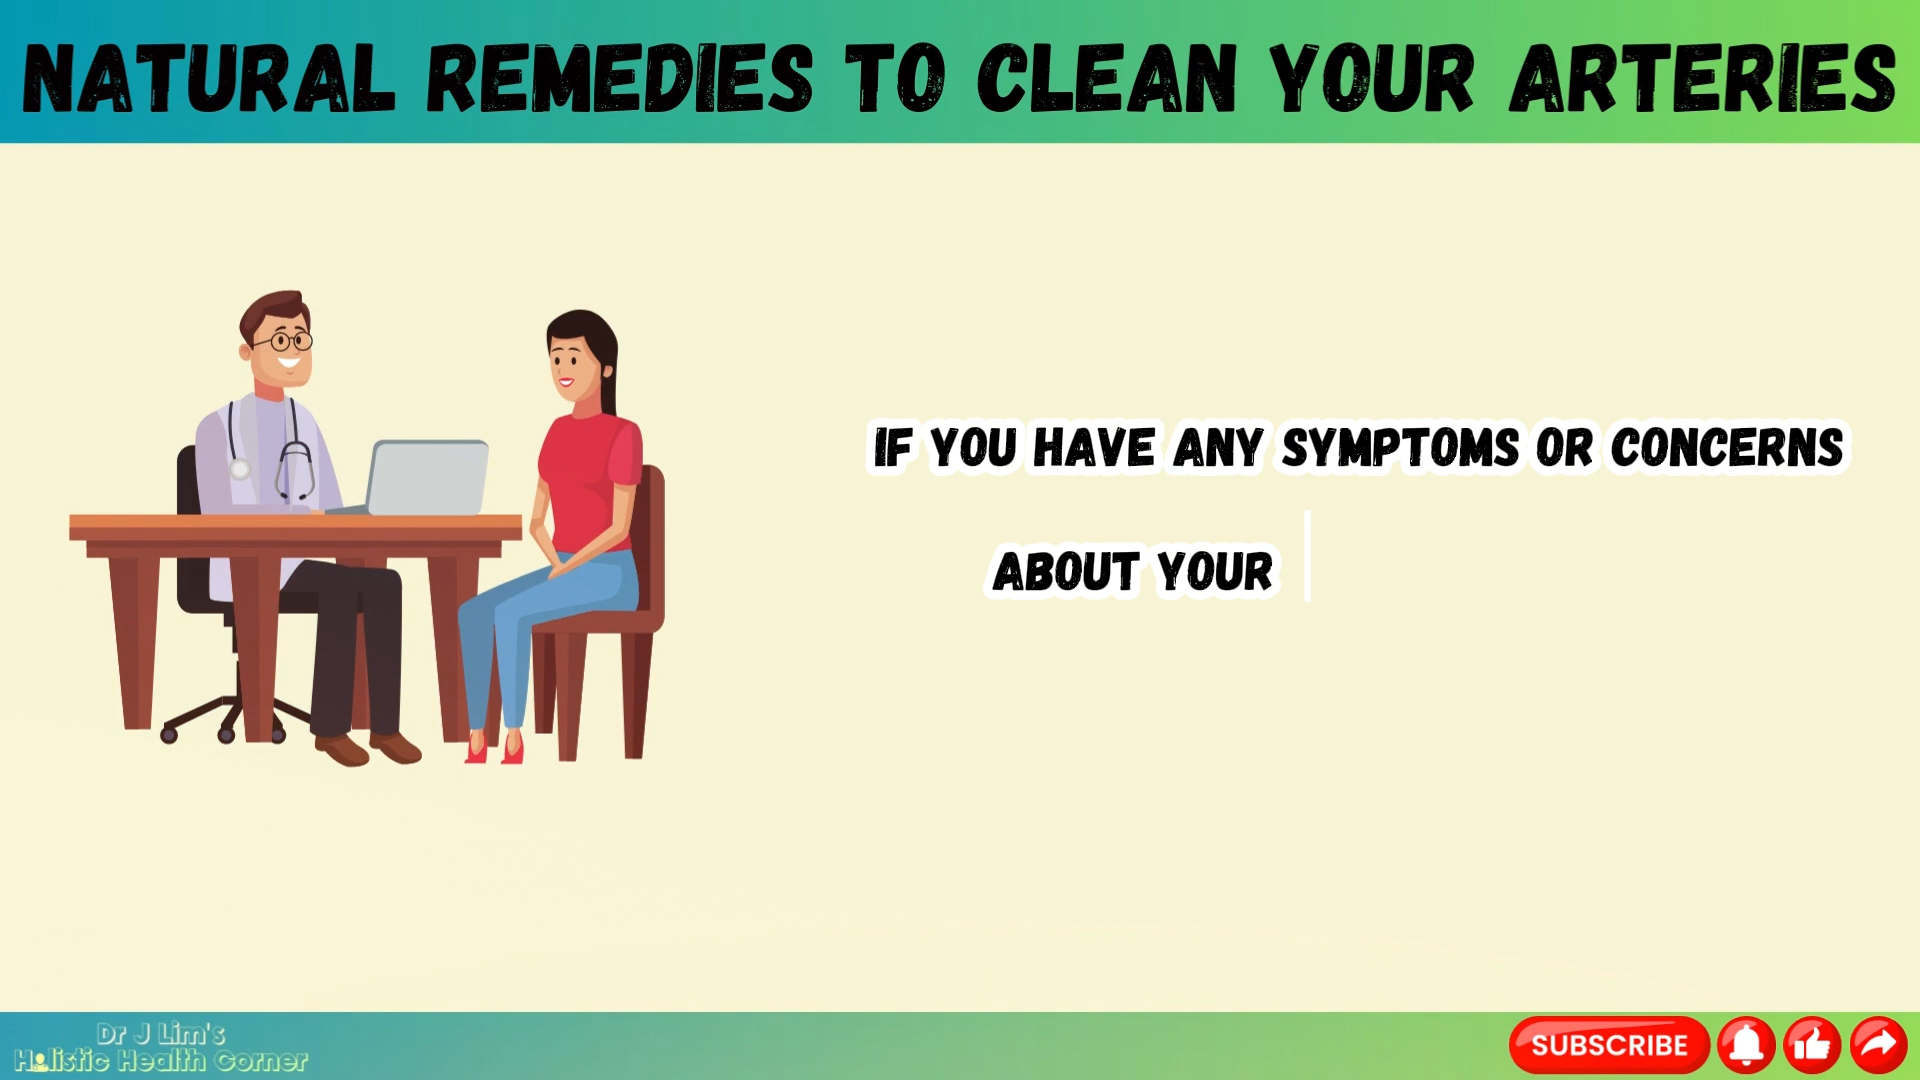 NATURAL REMEDIES TO CLEAN YOUR ARTERIES
IF YOU HAVE ANY SYMPTOMS OR CONCERNS
ABOUT YOUR
Dr J Lim's
Holistic Health Corner
SUBSCRIBE